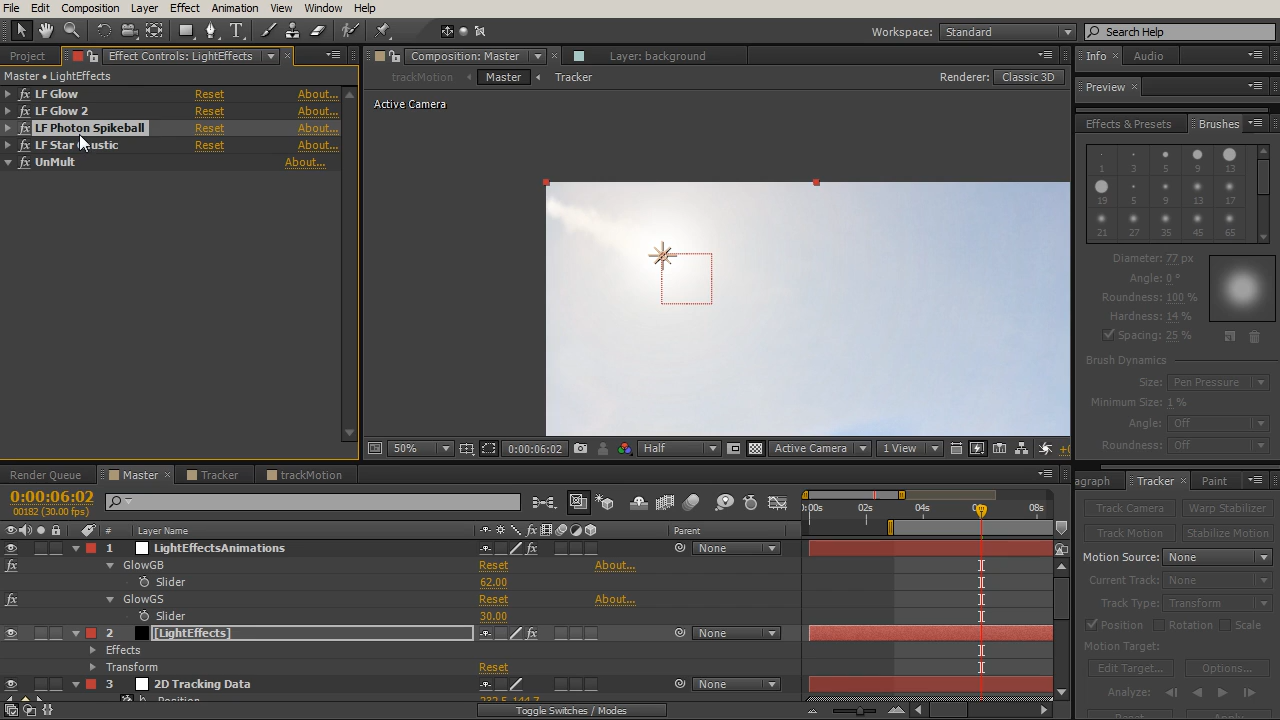 File Edit Composition Layer Effect Animation View Window Help
Workspace: Standard Search Help
Project Effect Controls: LightEffects Composition: Master Layer: background Info Audio
Master • LightEffects trackMotion Master Tracker Renderer: Classic 3D Preview
LF Glow Reset About...
LF Glow 2 Reset About...
LF Photon Spikeball Reset About...
LF Star Reset About...
UnMult About...
Active Camera
Effects & Presets Brushes
1 3 5 9 13
19 5 9 13 17
21 27 35 45 65
Diameter: 77 px
Angle: 0 °
Roundness: 100 %
Hardness: 14 %
Spacing: 25 %
Brush Dynamics
Size: Pen Pressure
Minimum Size: 1 %
Angle: Off
Roundness: Off
50% 0:00:06:02 Half Active Camera 1 View
Render Queue Master Tracker trackMotion
0:00:06:02
00182 (30.00 fps)
:00s 02s 04s 08s
# Layer Name Parent
1 LightEffectsAnimations None
GlowGB Reset About...
Slider 62.00
GlowGS Reset About...
Slider 30.00
2 [LightEffects] None
Effects
Transform Reset
3 2D Tracking Data None
Position 232.5,144.7
Toggle Switches / Modes
agraph Tracker Paint
Track Camera Warp Stabilizer
Track Motion Stabilize Motion
Motion Source: None
Current Track: None
Track Type: Transform
Position Rotation Scale
Motion Target:
Edit Target... Options...
Analyze:
Reset Apply